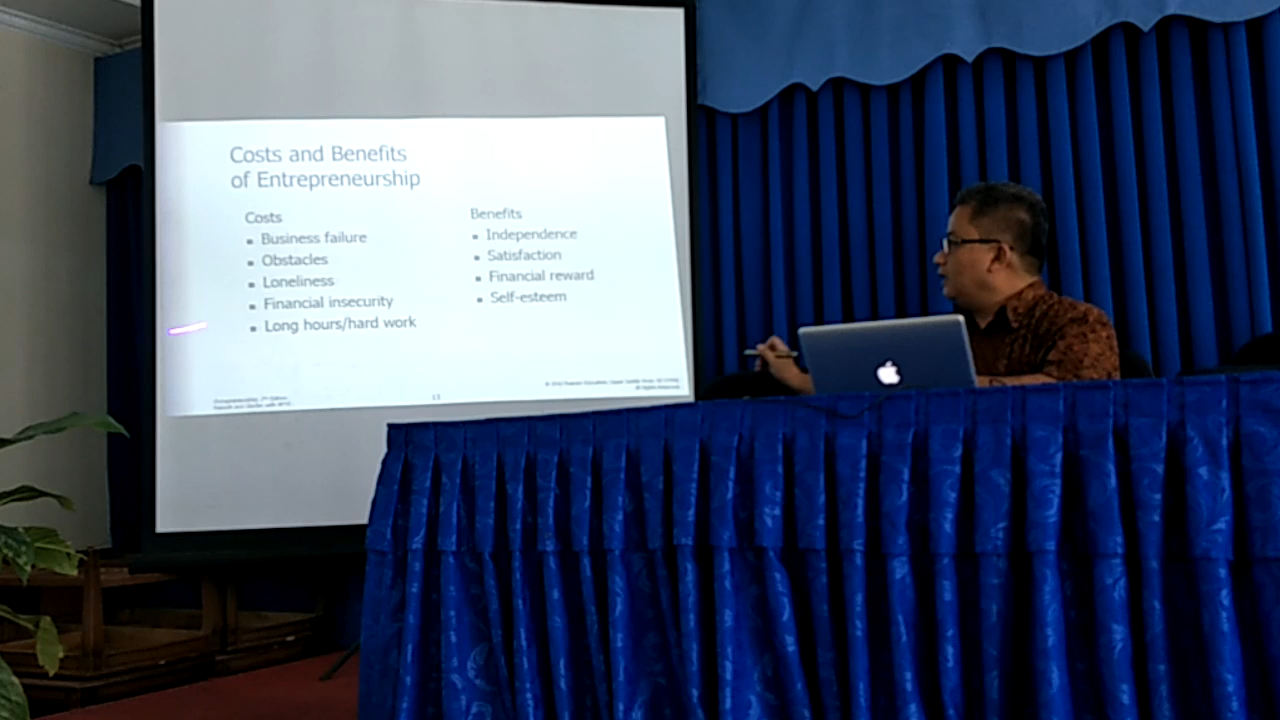 Costs and Benefits
of Entrepreneurship
Costs
Business failure
Obstacles
Loneliness
Financial insecurity
Long hours/hard work
Benefits
Independence
Satisfaction
Financial reward
Self-esteem
13